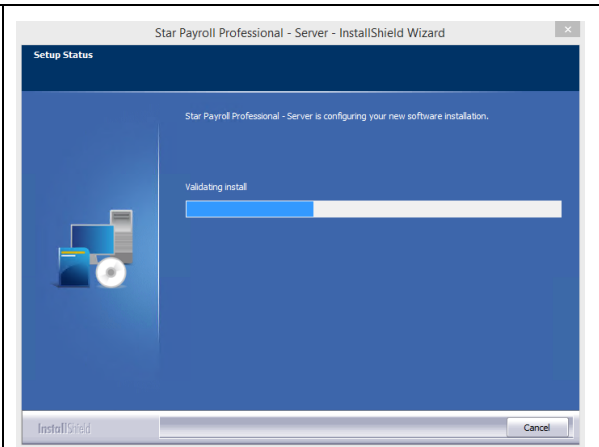 Star Payroll Professional - Server - InstallShield Wizard
Setup Status
Star Payroll Professional - Server is configuring your new software installation.
Validating install
InstallShield
Cancel